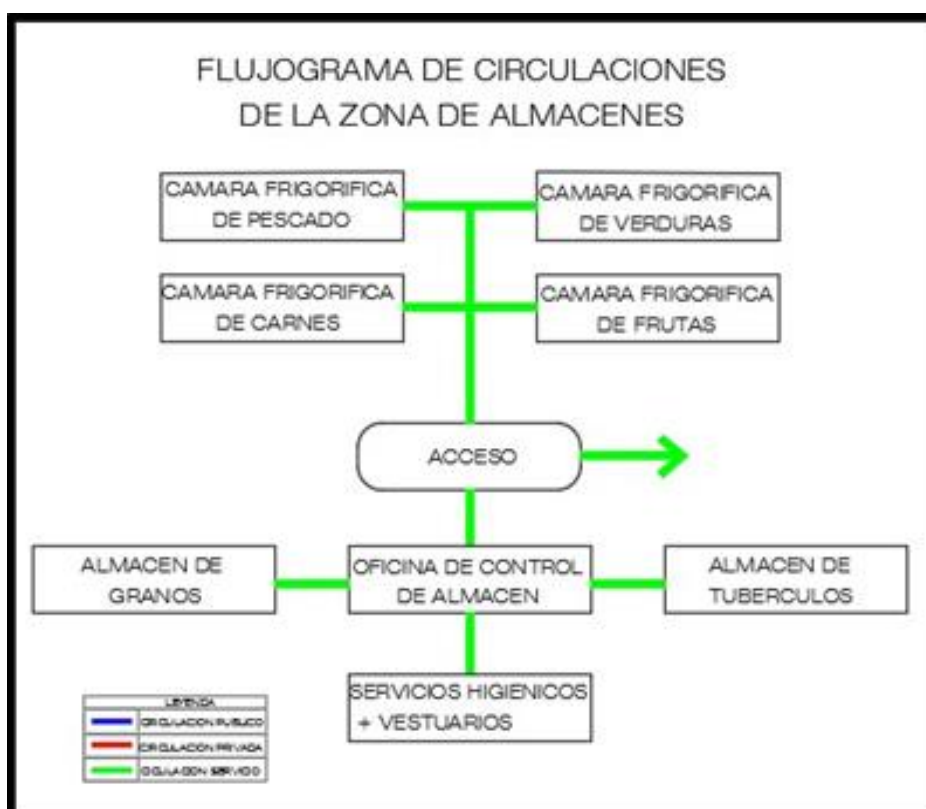 FLUJOGRAMA DE CIRCULACIONES
DE LA ZONA DE ALMACENES
CAMARA FRIGORIFICA
DE PESCADO
CAMARA FRIGORIFICA
DE VERDURAS
CAMARA FRIGORIFICA
DE CARNES
CAMARA FRIGORIFICA
DE FRUTAS
ACCESO
ALMACEN DE
GRANOS
OFICINA DE CONTROL
DE ALMACEN
ALMACEN DE
TUBERCULOS
SERVICIOS HIGIENICOS
+ VESTUARIOS
LEYENDA
CIRCULACION PUBLICO
CIRCULACION PRIVADA
SERVICIO